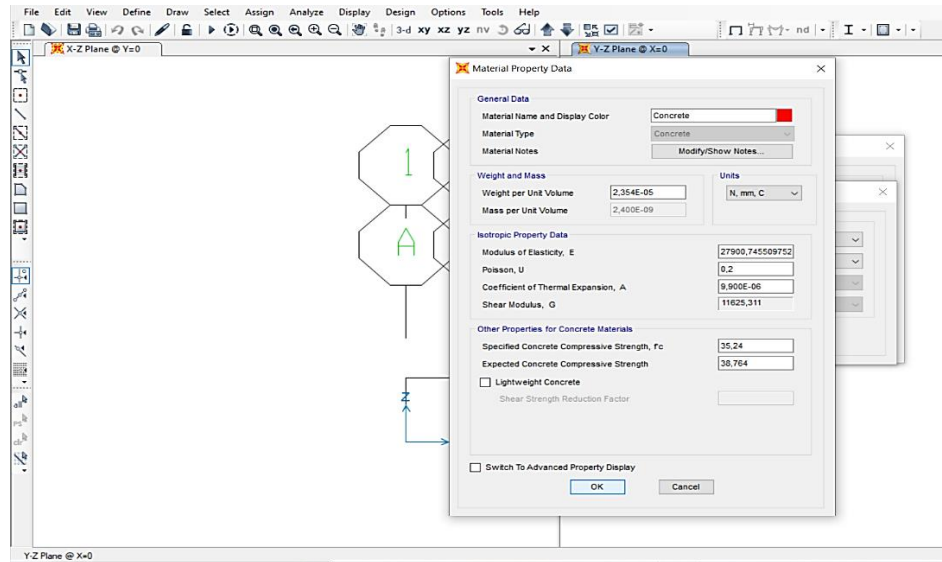 File Edit View Define Draw Select Assign Analyze Display Design Options Tools Help
3-d xy xz yz nv
nd
X-Z Plane @ Y=0
Y-Z Plane @ X=0
1
A
Z
Material Property Data
General Data
Material Name and Display Color Concrete
Material Type Concrete
Material Notes Modify/Show Notes...
Weight and Mass
Units
Weight per Unit Volume 2,354E-05
N, mm, C
Mass per Unit Volume 2,400E-09
Isotropic Property Data
Modulus of Elasticity, E 27900,745509752
Poisson, U 0,2
Coefficient of Thermal Expansion, A 9,900E-06
Shear Modulus, G 11625,311
Other Properties for Concrete Materials
Specified Concrete Compressive Strength, f'c 35,24
Expected Concrete Compressive Strength 38,764
Lightweight Concrete
Shear Strength Reduction Factor
Switch To Advanced Property Display
OK Cancel
all
ps
clr
Y-Z Plane @ X=0